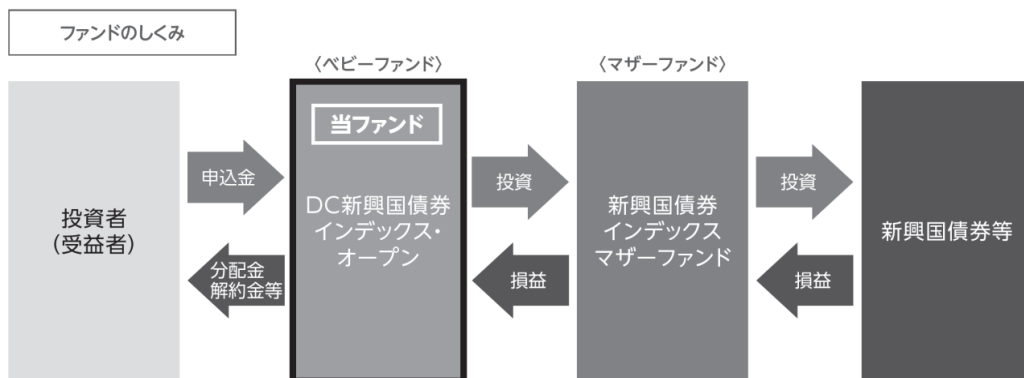 ファンドのしくみ
〈ベビーファンド〉
〈マザーファンド〉
投資者
(受益者)
申込金
分配金
解約金等
当ファンド
DC新興国債券
インデックス・
オープン
投資
損益
新興国債券
インデックス
マザーファンド
投資
損益
新興国債券等